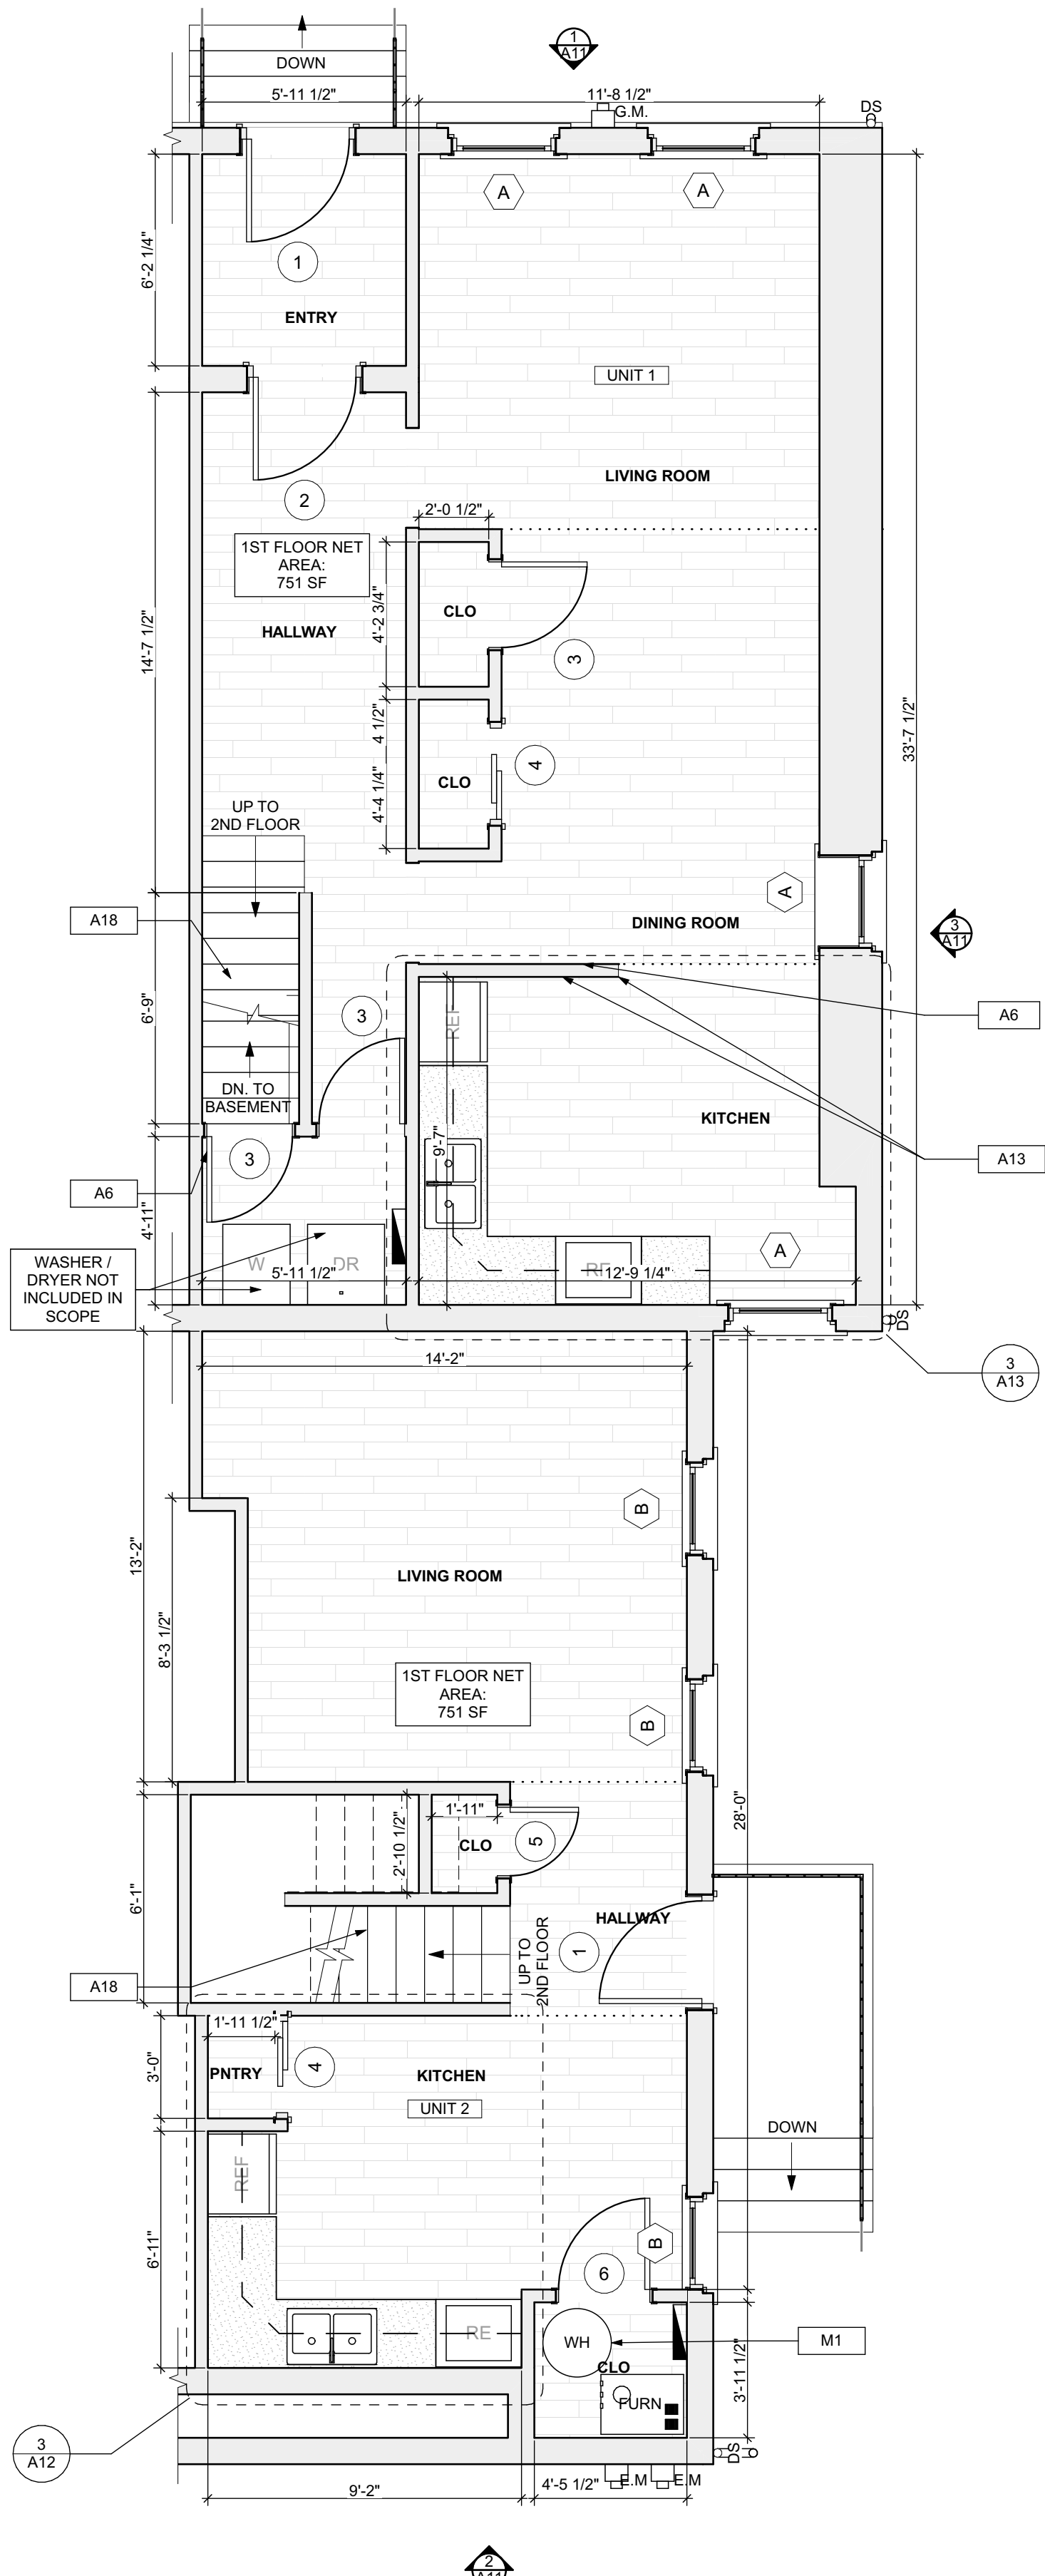 1
A11
DOWN
5'-11 1/2"
11'-8 1/2"
G.M.
DS
A
A
6'-2 1/4"
1
ENTRY
UNIT 1
2
LIVING ROOM
2'-0 1/2"
1ST FLOOR NET
AREA:
751 SF
CLO
4'-2 3/4"
HALLWAY
3
14'-7 1/2"
33'-7 1/2"
4 1/2"
4
CLO
4'-4 1/4"
UP TO
2ND FLOOR
A
A18
DINING ROOM
3
A11
6'-9"
3
REF
A6
DN. TO
BASEMENT
KITCHEN
9'-7"
3
A13
A6
4'-11"
WASHER /
DRYER NOT
INCLUDED IN
SCOPE
W
DR
A
5'-11 1/2"
12'-9 1/4"
DS
14'-2"
3
A13
B
13'-2"
LIVING ROOM
8'-3 1/2"
1ST FLOOR NET
AREA:
751 SF
B
28'-0"
1'-11"
2'-10 1/2"
CLO
5
6'-1"
HALLWAY
UP TO
2ND FLOOR
1
A18
1'-11 1/2"
3'-0"
PNTRY
4
KITCHEN
UNIT 2
DOWN
REF
6'-11"
B
6
RE
WH
M1
CLO
3'-11 1/2"
FURN
3
A12
DS
9'-2"
4'-5 1/2"
E.M
E.M
2
A11